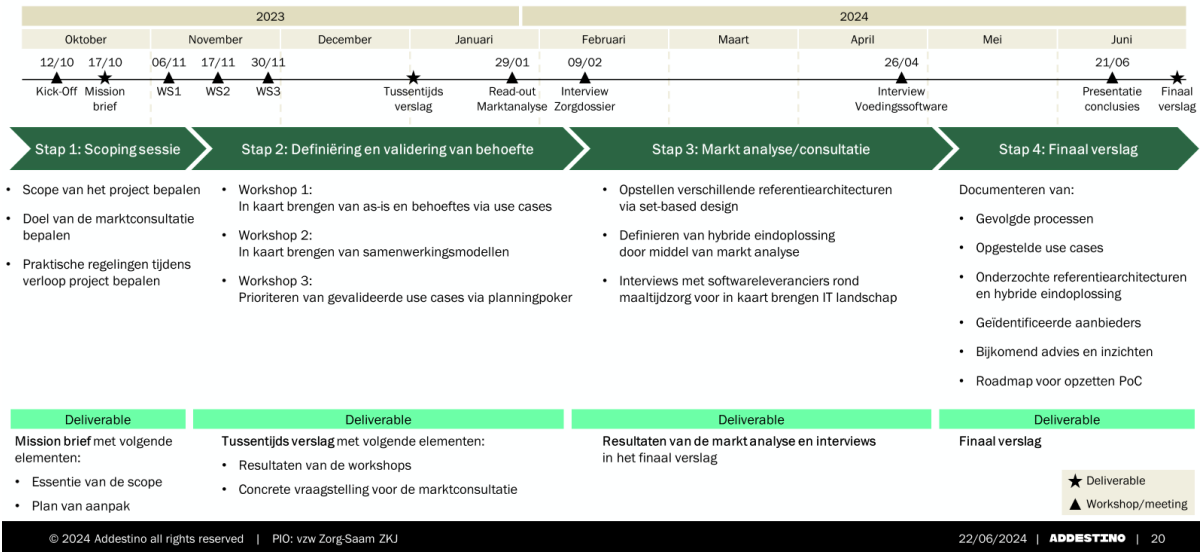 2023
2024
Oktober
November
December
Januari
Februari
Maart
April
Mei
Juni
12/10
17/10
06/11
17/11
30/11
29/01
09/02
26/04
21/06
Kick-Off
Mission
brief
WS1
WS2
WS3
Tussentijds
verslag
Read-out
Marktanalyse
Interview
Zorgdossier
Interview
Voedingssoftware
Presentatie
conclusies
Finaal
verslag
Stap 1: Scoping sessie
Stap 2: Definiëring en validering van behoefte
Stap 3: Markt analyse/consultatie
Stap 4: Finaal verslag
• Scope van het project bepalen
• Doel van de marktconsultatie
bepalen
• Praktische regelingen tijdens
verloop project bepalen
• Workshop 1:
In kaart brengen van as-is en behoeftes via use cases
• Workshop 2:
In kaart brengen van samenwerkingsmodellen
• Workshop 3:
Prioriteren van gevalideerde use cases via planningpoker
• Opstellen verschillende referentiearchitecturen
via set-based design
• Definieren van hybride eindoplossing
door middel van markt analyse
• Interviews met softwareleveranciers rond
maaltijdzorg voor in kaart brengen IT landschap
Documenteren van:
• Gevolgde processen
• Opgestelde use cases
• Onderzochte referentiearchitecturen
en hybride eindoplossing
• Geïdentificeerde aanbieders
• Bijkomend advies en inzichten
• Roadmap voor opzetten PoC
Deliverable
Deliverable
Deliverable
Deliverable
Mission brief met volgende
elementen:
• Essentie van de scope
• Plan van aanpak
Tussentijds verslag met volgende elementen:
• Resultaten van de workshops
• Concrete vraagstelling voor de marktconsultatie
Resultaten van de markt analyse en interviews
in het finaal verslag
Finaal verslag
Deliverable
Workshop/meeting
© 2024 Addestino all rights reserved | PIO: vzw Zorg-Saam ZKJ
22/06/2024 | ADDESTINO | 20